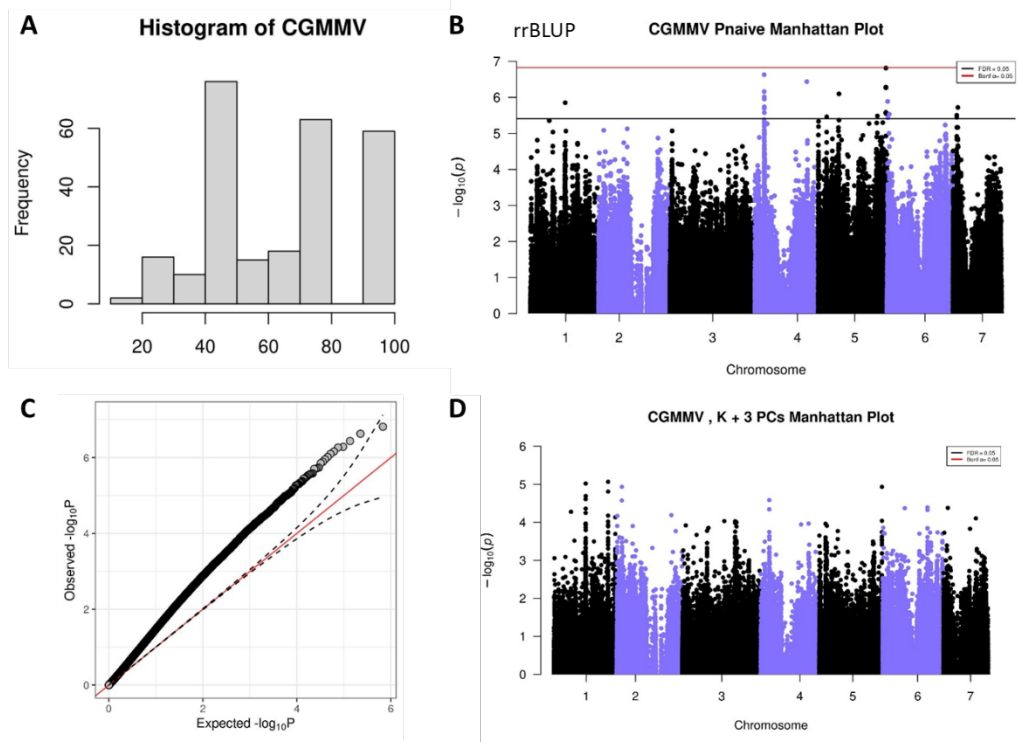 A
Histogram of CGMMV
Frequency
0
20
40
60
20
40
60
80
100
B
rrBLUP
CGMMV Pnaive Manhattan Plot
FDR = 0.05
Bonf α= 0.05
− log10(p)
7
6
5
4
3
2
1
0
1
2
3
4
5
6
7
Chromosome
C
Observed -log10P
6
4
2
0
0
2
4
6
Expected -log10P
D
CGMMV , K + 3 PCs Manhattan Plot
FDR = 0.05
Bonf α= 0.05
− log10(p)
6
5
4
3
2
1
0
1
2
3
4
5
6
7
Chromosome